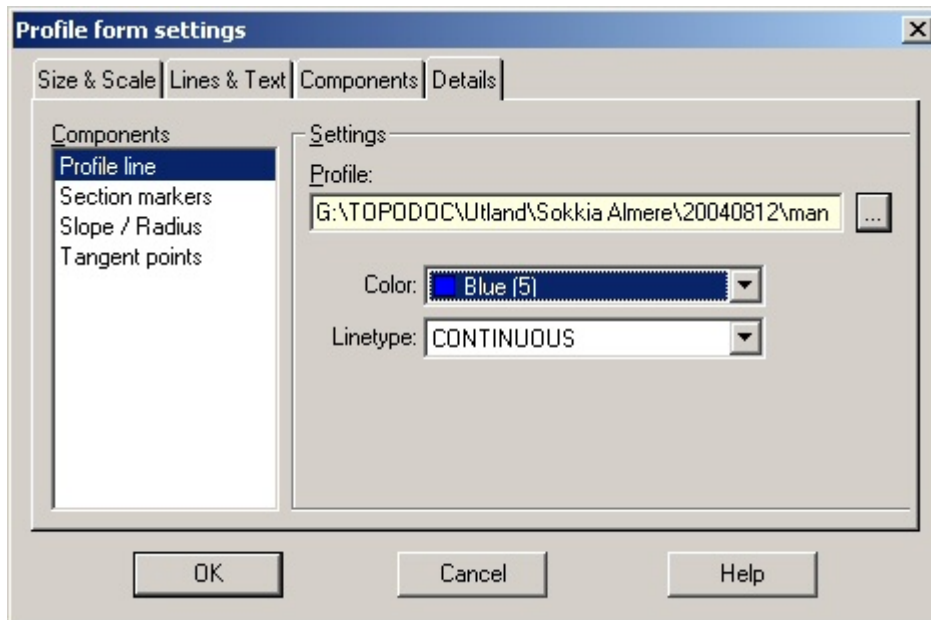 Profile form settings
Size & Scale
Lines & Text
Components
Details
Components
Profile line
Section markers
Slope / Radius
Tangent points
Settings
Profile:
G:\TOPODOC\Utland\Sokkia Almere\20040812\man
...
Color:
Blue (5)
Linetype:
CONTINUOUS
OK
Cancel
Help